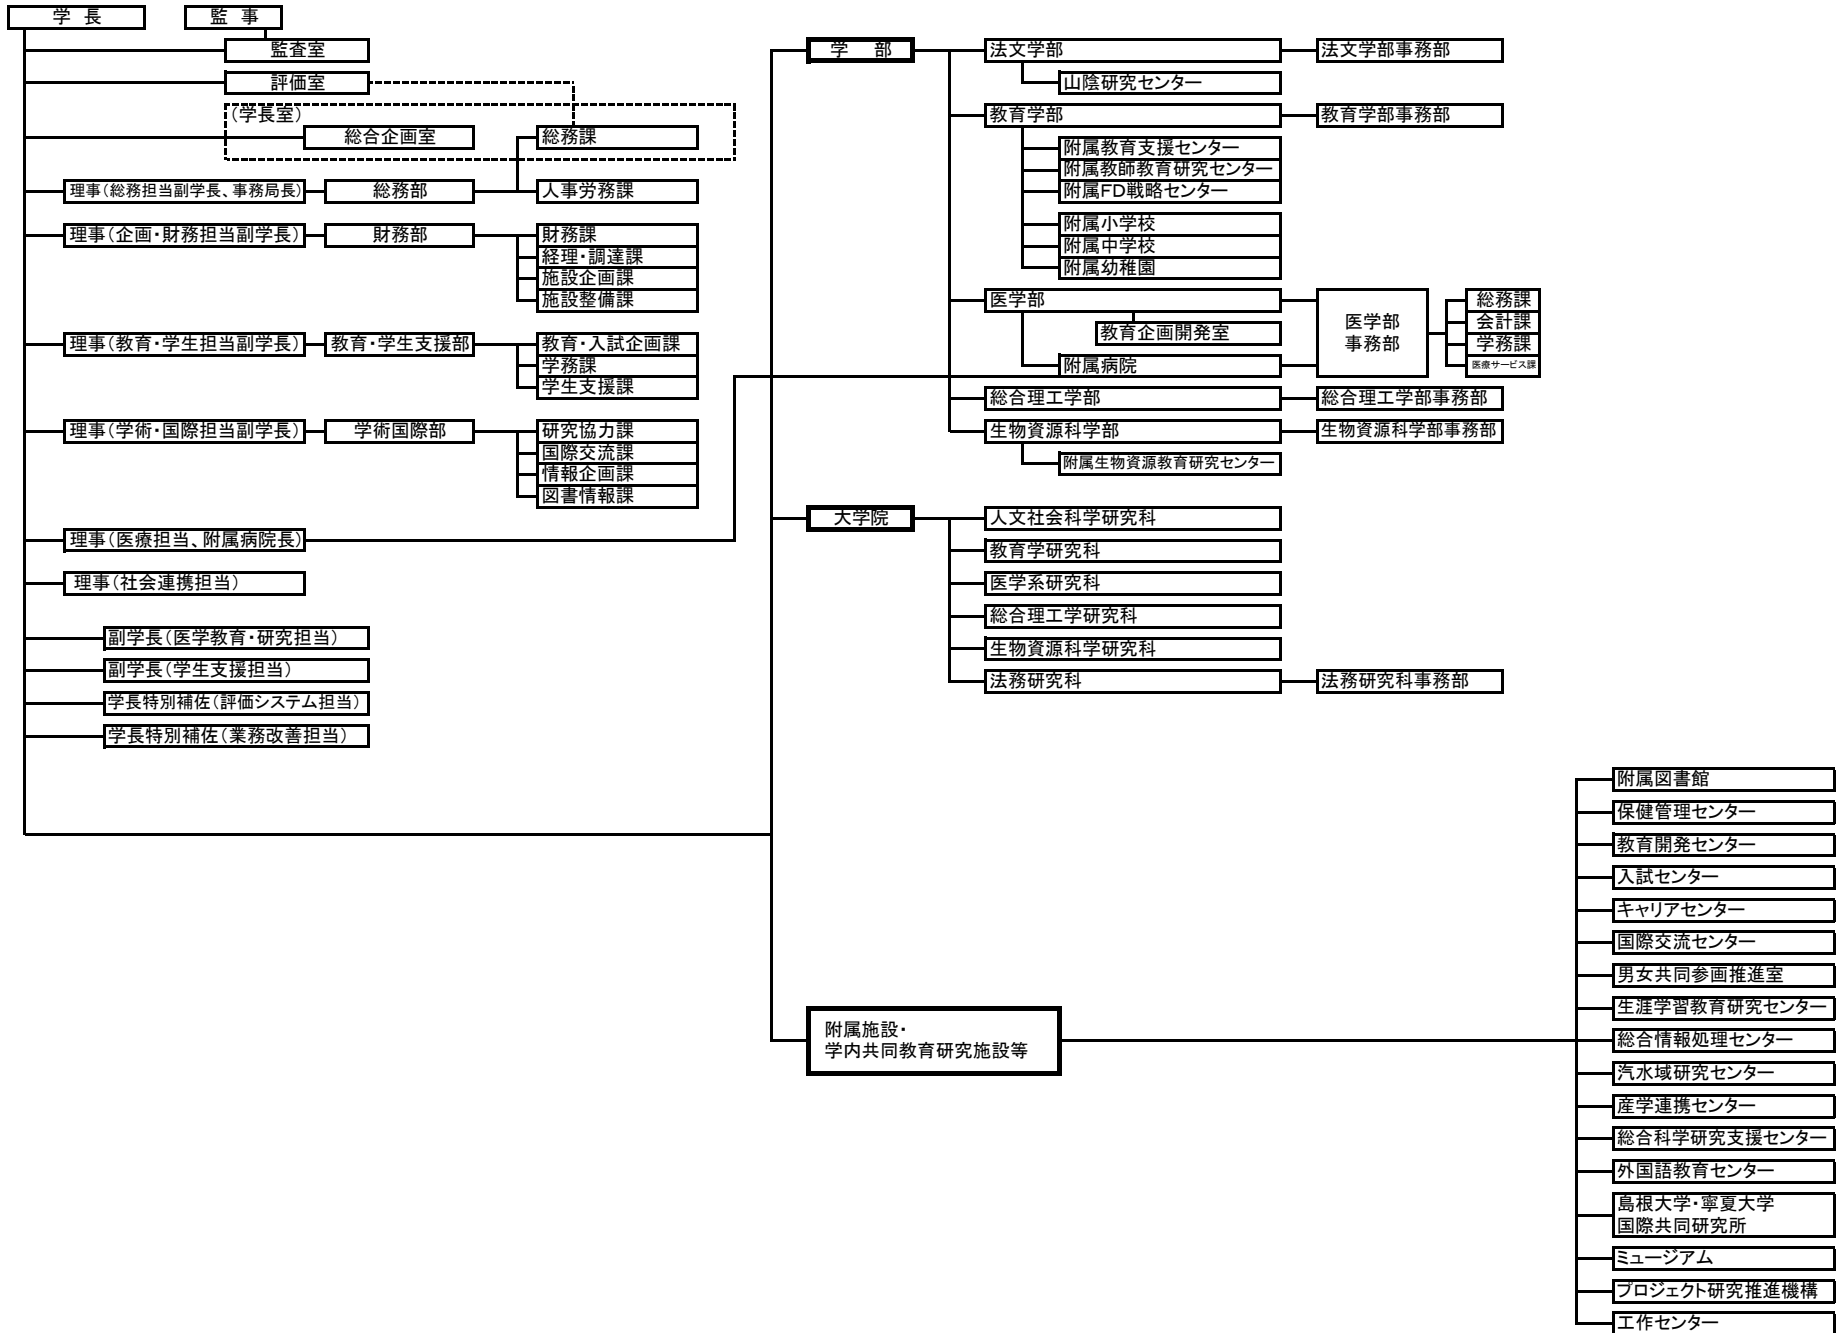 学 長
監 事
監査室
評価室
(学長室)
総合企画室
総務課
理事(総務担当副学長、事務局長)
総務部
人事労務課
理事(企画・財務担当副学長)
財務部
財務課
経理・調達課
施設企画課
施設整備課
理事(教育・学生担当副学長)
教育・学生支援部
教育・入試企画課
学務課
学生支援課
理事(学術・国際担当副学長)
学術国際部
研究協力課
国際交流課
情報企画課
図書情報課
理事(医療担当、附属病院長)
理事(社会連携担当)
副学長(医学教育・研究担当)
副学長(学生支援担当)
学長特別補佐(評価システム担当)
学長特別補佐(業務改善担当)
学 部
法文学部
法文学部事務部
山陰研究センター
教育学部
教育学部事務部
附属教育支援センター
附属教師教育研究センター
附属FD戦略センター
附属小学校
附属中学校
附属幼稚園
医学部
教育企画開発室
附属病院
医学部
事務部
総務課
会計課
学務課
医療サービス課
総合理工学部
総合理工学部事務部
生物資源科学部
生物資源科学部事務部
附属生物資源教育研究センター
大学院
人文社会科学研究科
教育学研究科
医学系研究科
総合理工学研究科
生物資源科学研究科
法務研究科
法務研究科事務部
附属施設・
学内共同教育研究施設等
附属図書館
保健管理センター
教育開発センター
入試センター
キャリアセンター
国際交流センター
男女共同参画推進室
生涯学習教育研究センター
総合情報処理センター
汽水域研究センター
産学連携センター
総合科学研究支援センター
外国語教育センター
島根大学・寧夏大学
国際共同研究所
ミュージアム
プロジェクト研究推進機構
工作センター